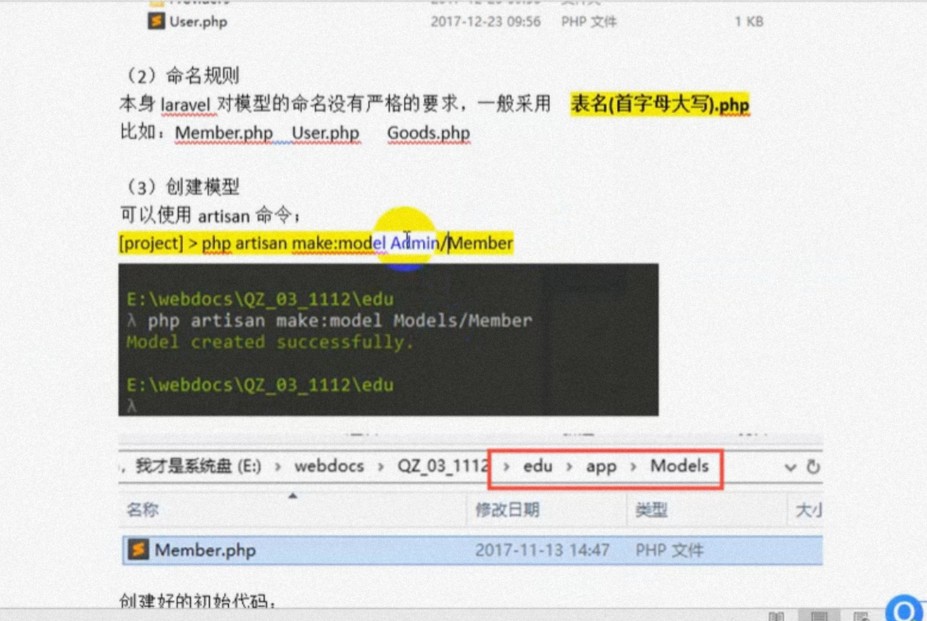 User.php 2017-12-23 09:56 PHP 文件 1 KB
（2）命名规则
本身 laravel 对模型的命名没有严格的要求，一般采用 表名(首字母大写).php
比如：Member.php User.php Goods.php
（3）创建模型
可以使用 artisan 命令；
[project] > php artisan make:model Admin/Member
E:\webdocs\QZ_03_1112\edu
λ php artisan make:model Models/Member
Model created successfully.
E:\webdocs\QZ_03_1112\edu
λ
, 我才是系统盘 (E:) › webdocs › QZ_03_1112 › edu › app › Models
名称 修改日期 类型
Member.php 2017-11-13 14:47 PHP 文件
创建好的初始代码：